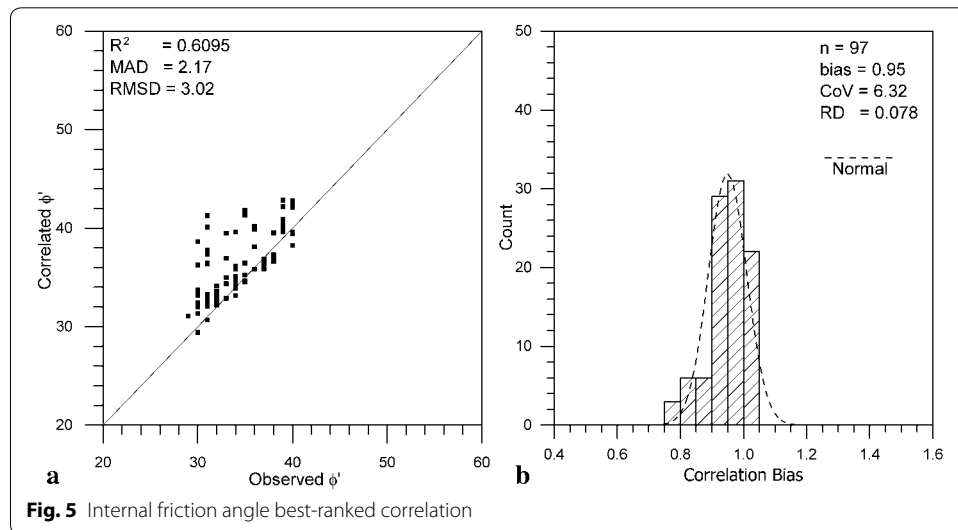 60
50
40
30
20
20
30
40
50
60
Correlated ϕ'
Observed ϕ'
R² = 0.6095
MAD = 2.17
RMSD = 3.02
a
50
40
30
20
10
0
0.4
0.6
0.8
1.0
1.2
1.4
1.6
Count
Correlation Bias
n = 97
bias = 0.95
CoV = 6.32
RD = 0.078
Normal
b
Fig. 5 Internal friction angle best-ranked correlation